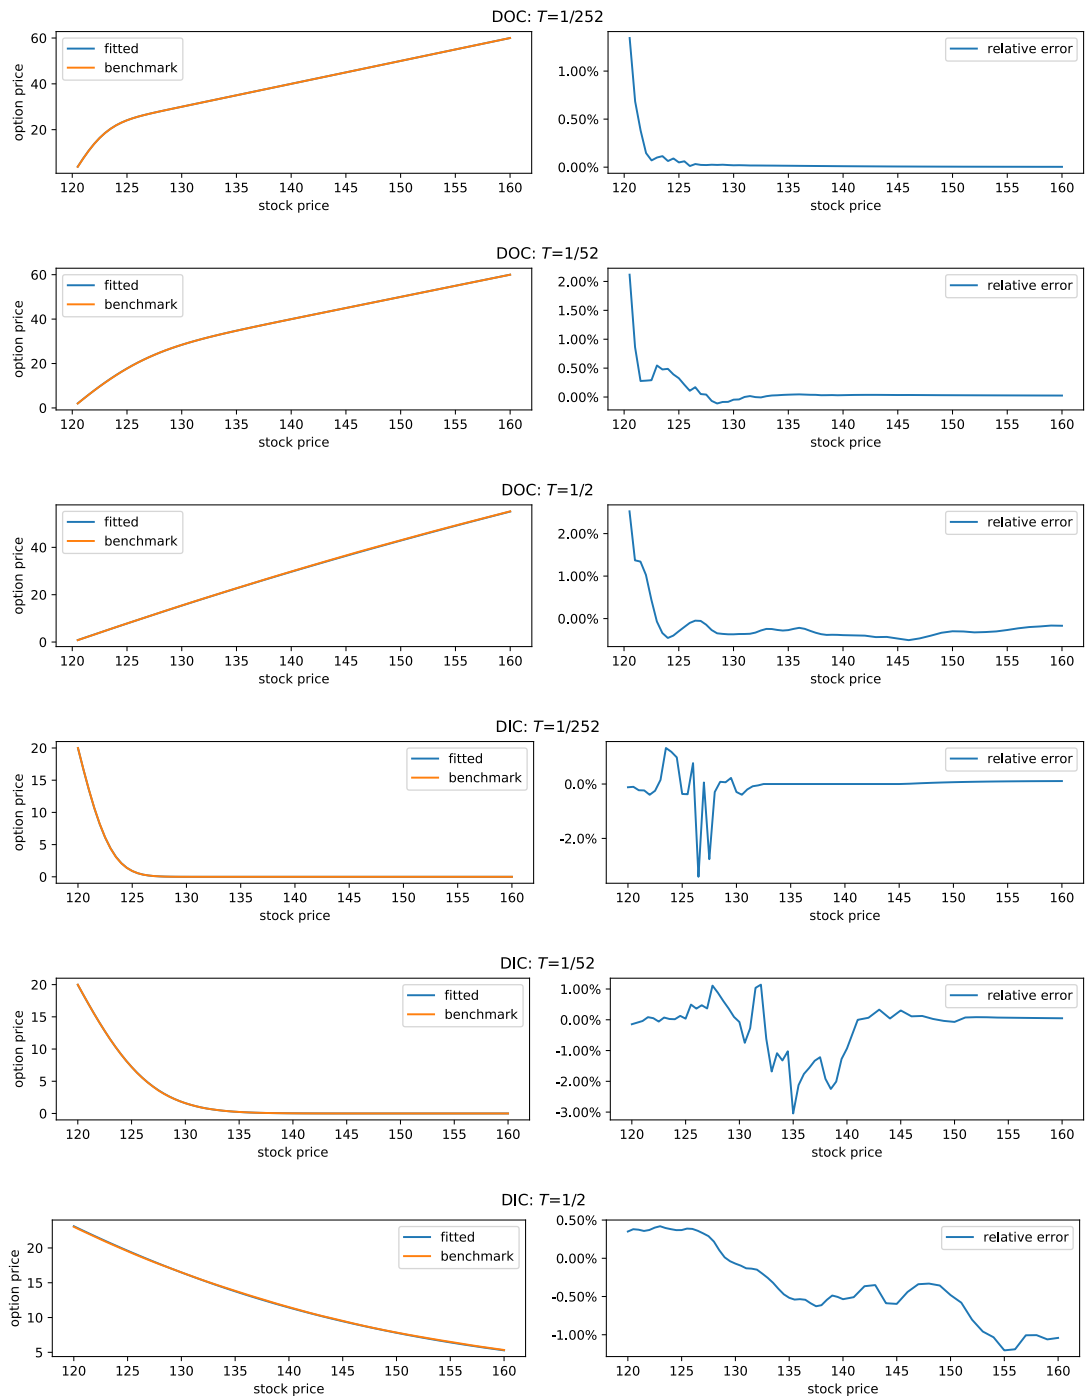 DOC: T=1/252
60
40
20
option price
fitted
benchmark
120 125 130 135 140 145 150 155 160
stock price
1.00%
0.50%
0.00%
relative error
120 125 130 135 140 145 150 155 160
stock price
DOC: T=1/52
60
40
20
0
option price
fitted
benchmark
120 125 130 135 140 145 150 155 160
stock price
2.00%
1.50%
1.00%
0.50%
0.00%
relative error
120 125 130 135 140 145 150 155 160
stock price
DOC: T=1/2
40
20
0
option price
fitted
benchmark
120 125 130 135 140 145 150 155 160
stock price
2.00%
1.00%
0.00%
relative error
120 125 130 135 140 145 150 155 160
stock price
DIC: T=1/252
20
15
10
5
0
option price
fitted
benchmark
120 125 130 135 140 145 150 155 160
stock price
0.0%
-2.0%
relative error
120 125 130 135 140 145 150 155 160
stock price
DIC: T=1/52
20
15
10
5
0
option price
fitted
benchmark
120 125 130 135 140 145 150 155 160
stock price
1.00%
0.00%
-1.00%
-2.00%
-3.00%
relative error
120 125 130 135 140 145 150 155 160
stock price
DIC: T=1/2
20
15
10
5
option price
fitted
benchmark
120 125 130 135 140 145 150 155 160
stock price
0.50%
0.00%
-0.50%
-1.00%
relative error
120 125 130 135 140 145 150 155 160
stock price